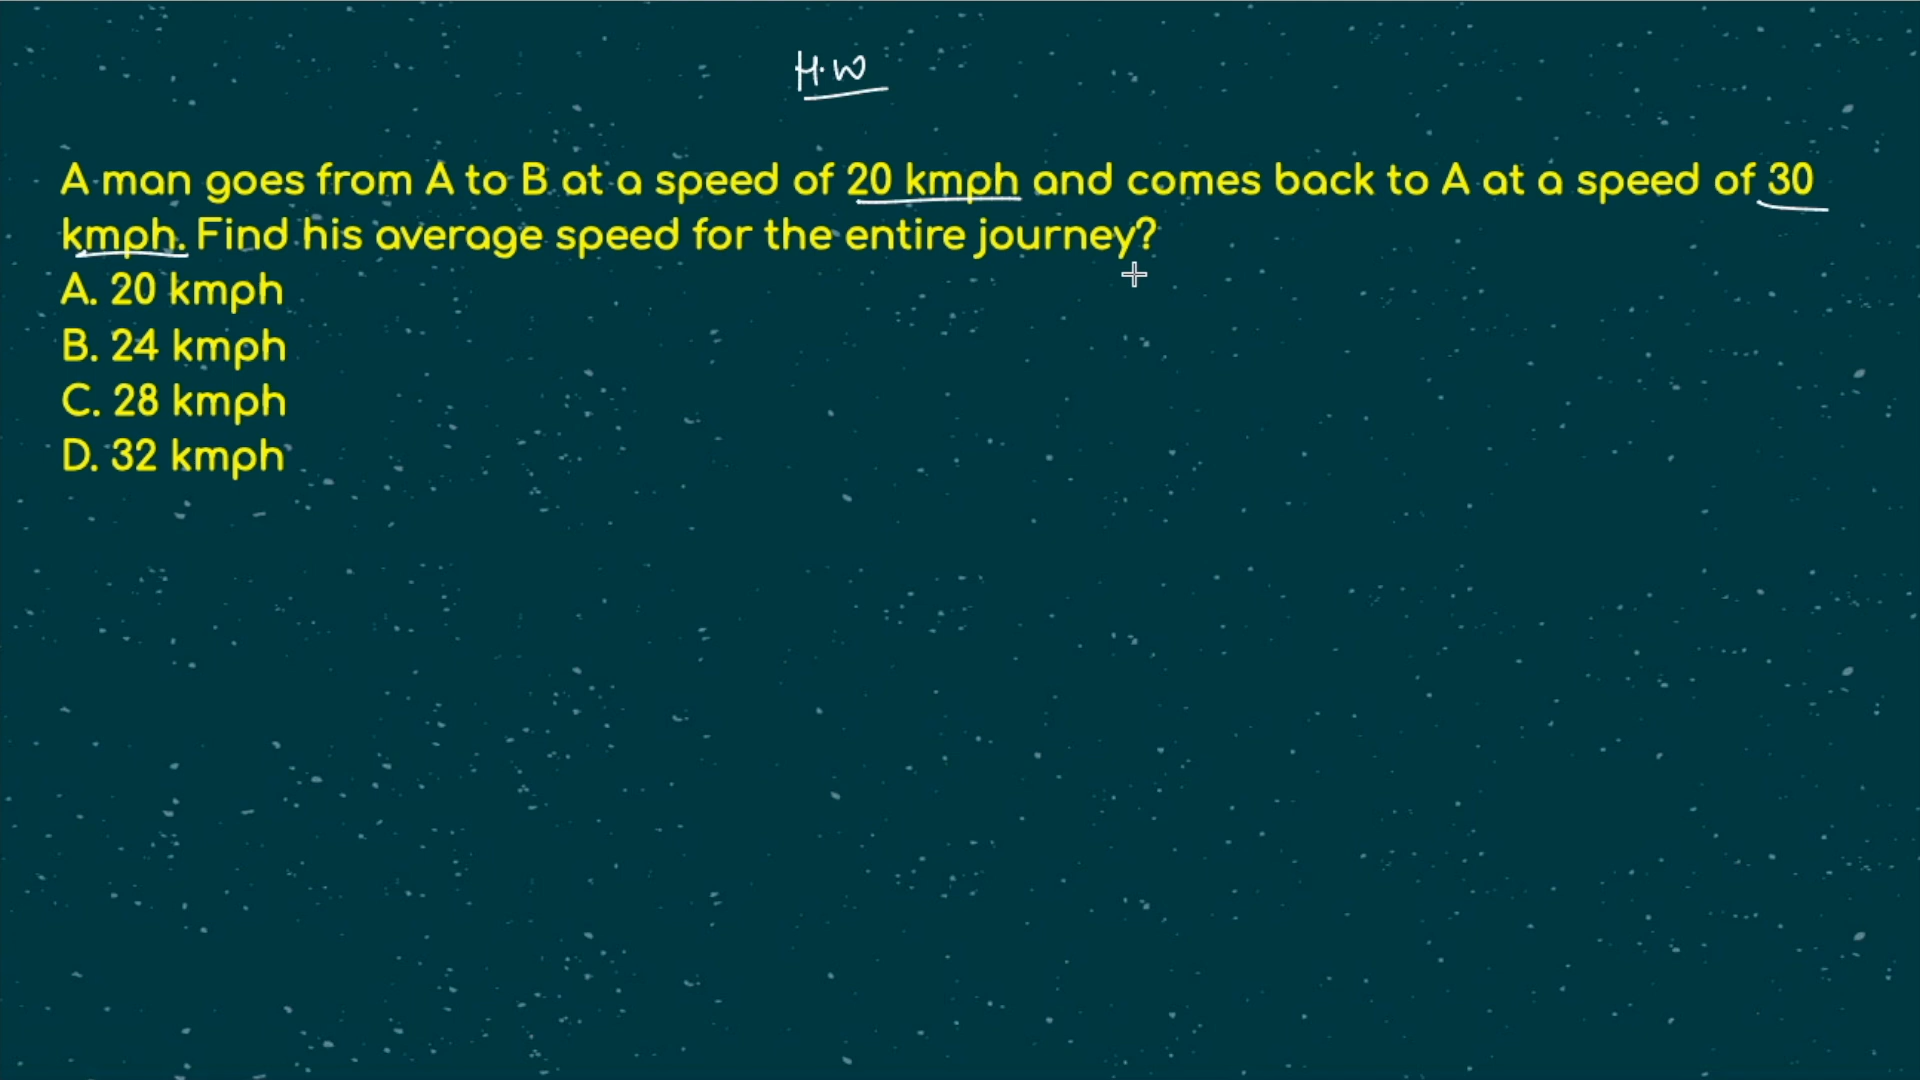 H.W
A man goes from A to B at a speed of 20 kmph and comes back to A at a speed of 30
kmph. Find his average speed for the entire journey?
A. 20 kmph
B. 24 kmph
C. 28 kmph
D. 32 kmph